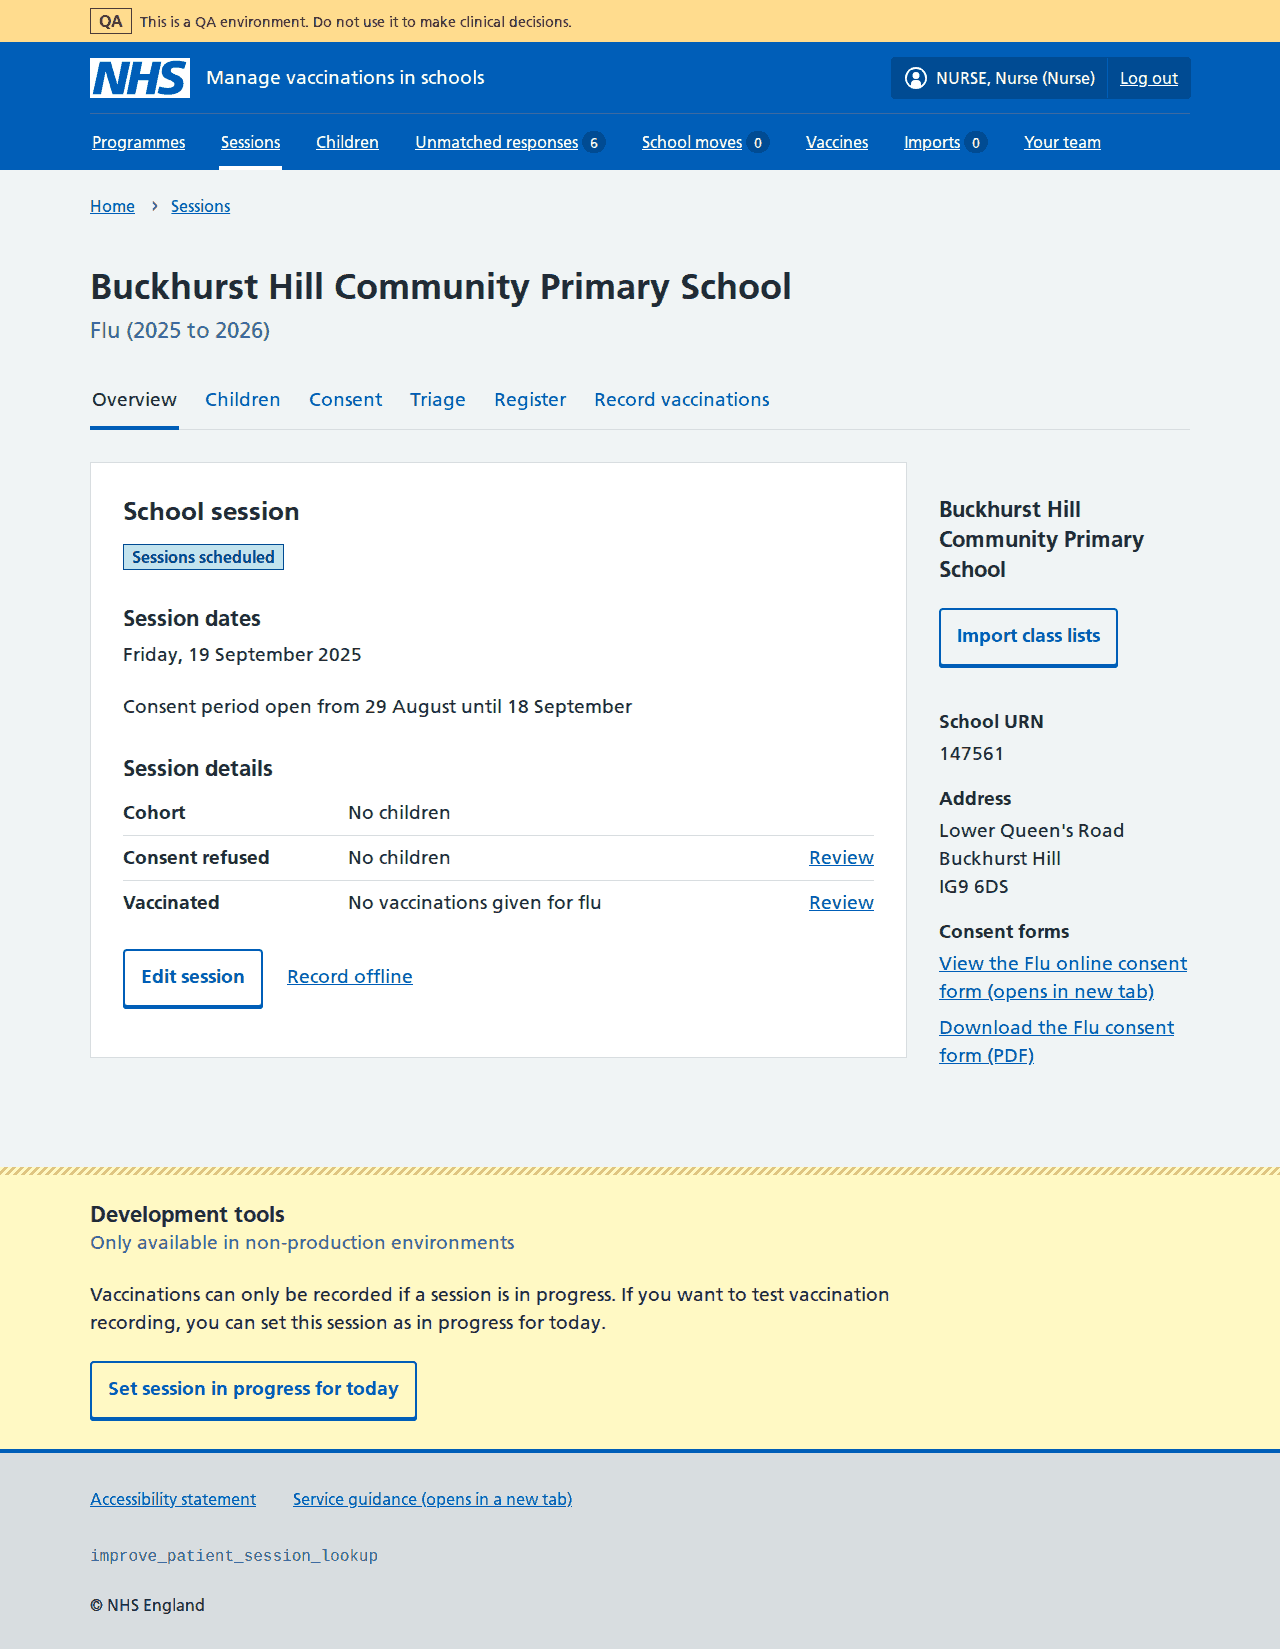 QA This is a QA environment. Do not use it to make clinical decisions.
NHS Manage vaccinations in schools NURSE, Nurse (Nurse) Log out
Programmes Sessions Children Unmatched responses 6 School moves 0 Vaccines Imports 0 Your team
Home › Sessions
Buckhurst Hill Community Primary School
Flu (2025 to 2026)
Overview Children Consent Triage Register Record vaccinations
School session
Sessions scheduled
Session dates
Friday, 19 September 2025
Consent period open from 29 August until 18 September
Session details
Cohort No children
Consent refused No children Review
Vaccinated No vaccinations given for flu Review
Edit session Record offline
Buckhurst Hill
Community Primary
School
Import class lists
School URN
147561
Address
Lower Queen's Road
Buckhurst Hill
IG9 6DS
Consent forms
View the Flu online consent
form (opens in new tab)
Download the Flu consent
form (PDF)
Development tools
Only available in non-production environments
Vaccinations can only be recorded if a session is in progress. If you want to test vaccination
recording, you can set this session as in progress for today.
Set session in progress for today
Accessibility statement Service guidance (opens in a new tab)
improve_patient_session_lookup
© NHS England